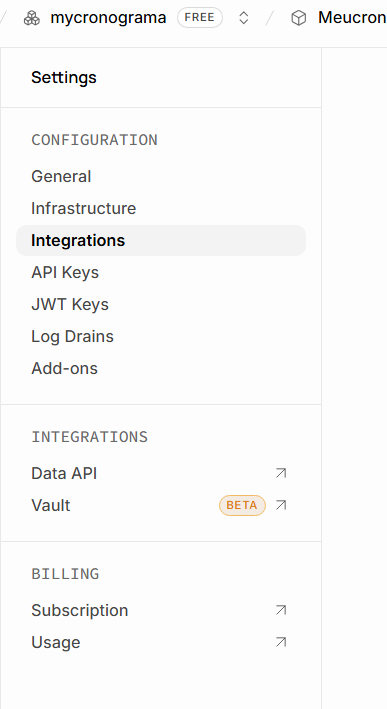 mycronograma FREE Meucron
Settings
CONFIGURATION
General
Infrastructure
Integrations
API Keys
JWT Keys
Log Drains
Add-ons
INTEGRATIONS
Data API
Vault BETA
BILLING
Subscription
Usage